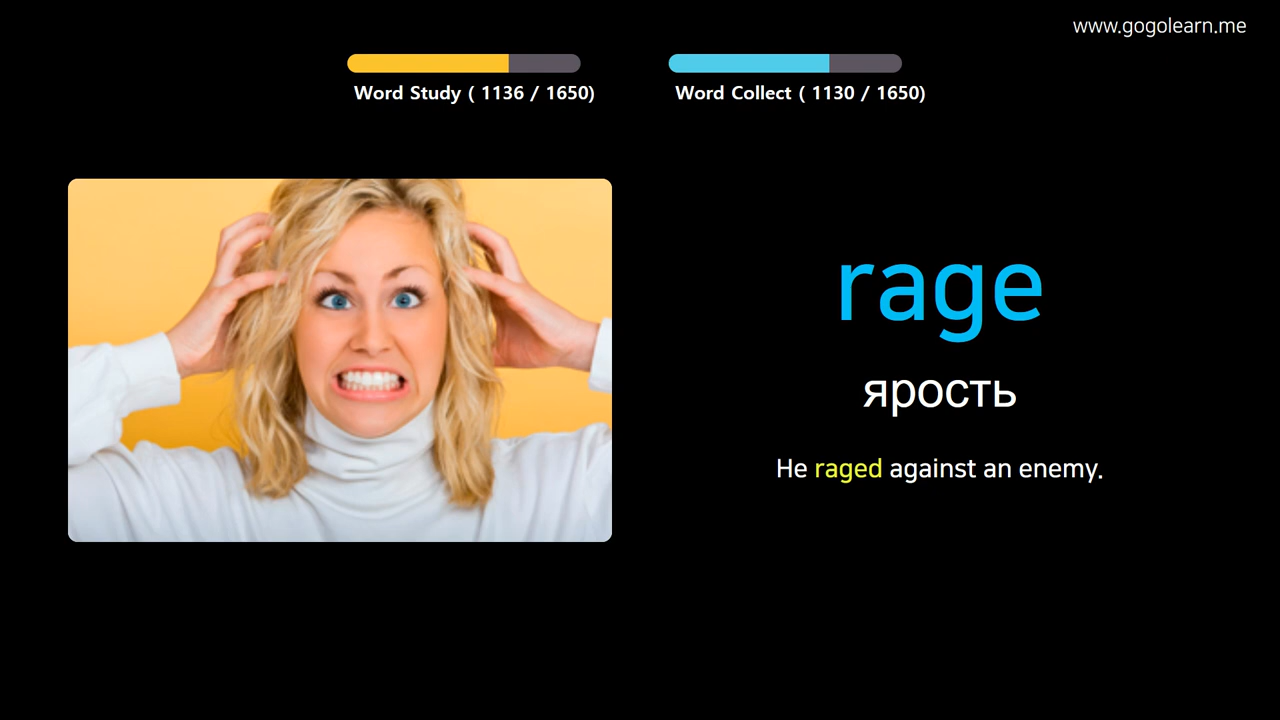 www.gogolearn.me
Word Study ( 1136 / 1650)
Word Collect ( 1130 / 1650)
rage
ярость
He raged against an enemy.